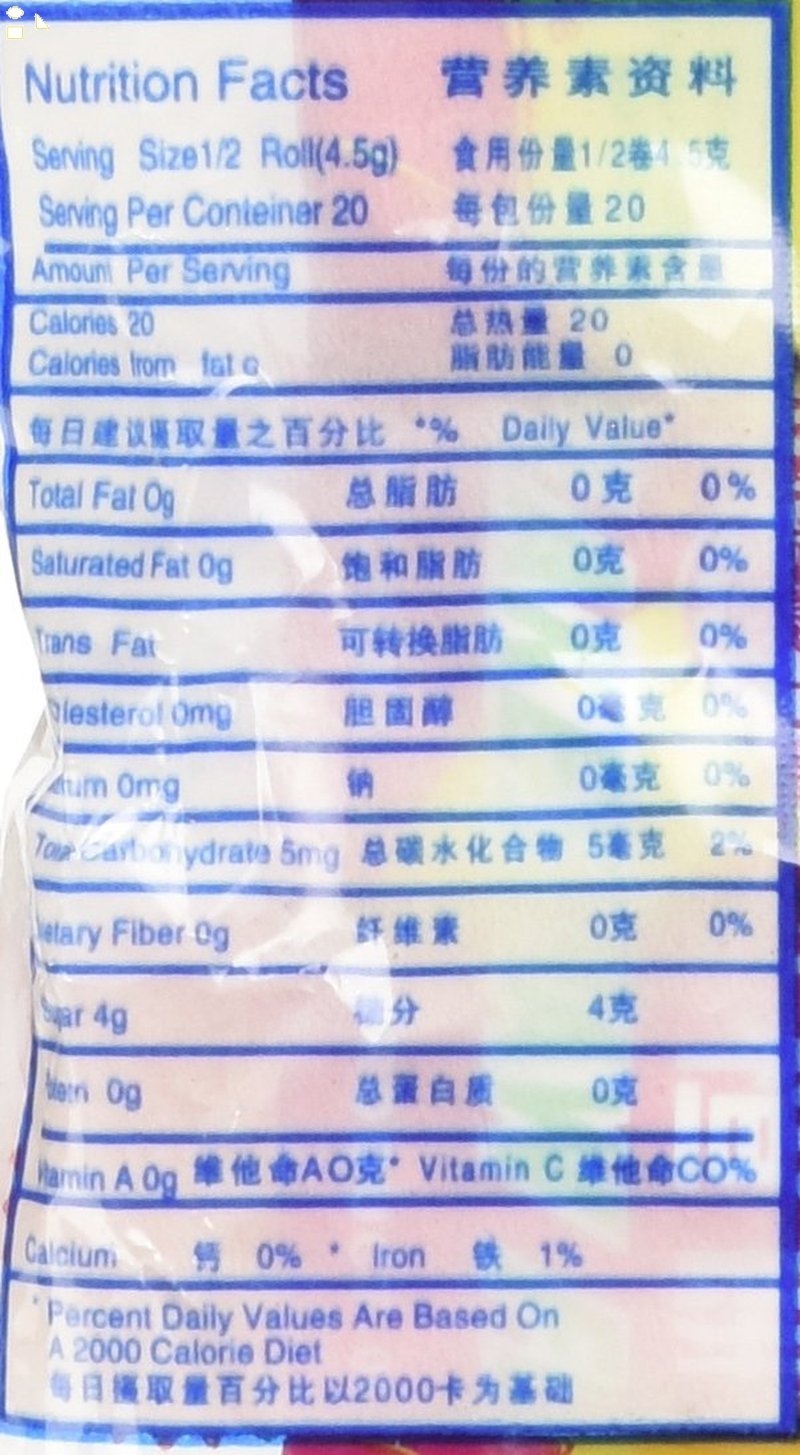 Nutrition Facts 营养素资料
Serving Size1/2 Roll(4.5g) 食用份量1/2卷4.5克
Serving Per Conteiner 20 每包份量20
Amount Per Serving 每份的营养素含量
Calories 20 总热量 20
Calories from fat o 脂肪能量 0
每日建议摄取量之百分比 *% Daily Value*
Total Fat 0g 总脂肪 0克 0%
Saturated Fat 0g 饱和脂肪 0克 0%
Trans Fat 可转换脂肪 0克 0%
olesterol 0mg 胆固醇 0毫克 0%
ium 0mg 钠 0毫克 0%
Total Carbohydrate 5mg 总碳水化合物 5毫克 2%
etary Fiber 0g 纤维素 0克 0%
Sugar 4g 糖分 4克
otein 0g 总蛋白质 0克
itamin A 0g 维他命AO克* Vitamin C 维他命CO%
Calcium 钙 0% * Iron 铁 1%
* Percent Daily Values Are Based On
A 2000 Calorie Diet
每日摄取量百分比以2000卡为基础